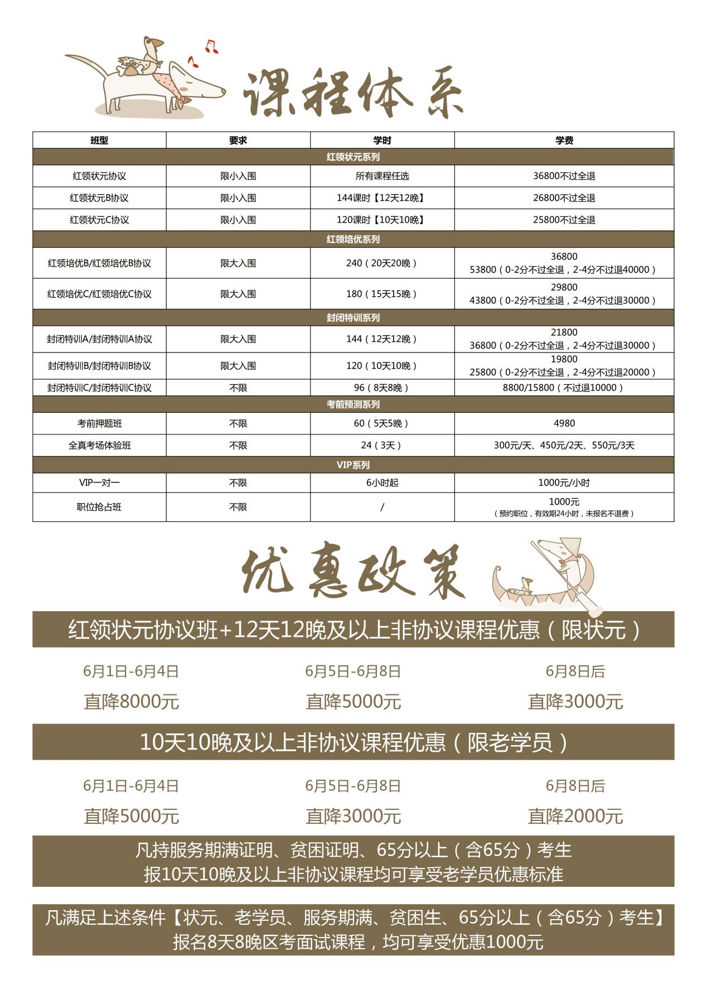 课程体系
班型 要求 学时 学费
红领状元系列
红领状元协议 限小入围 所有课程任选 36800不过全退
红领状元B协议 限小入围 144课时【12天12晚】 26800不过全退
红领状元C协议 限小入围 120课时【10天10晚】 25800不过全退
红领培优系列
红领培优B/红领培优B协议 限大入围 240（20天20晚） 36800
53800（0-2分不过全退，2-4分不过退40000）
红领培优C/红领培优C协议 限大入围 180（15天15晚） 29800
43800（0-2分不过全退，2-4分不过退30000）
封闭特训系列
封闭特训A/封闭特训A协议 限大入围 144（12天12晚） 21800
36800（0-2分不过全退，2-4分不过退30000）
封闭特训B/封闭特训B协议 限大入围 120（10天10晚） 19800
25800（0-2分不过全退，2-4分不过退20000）
封闭特训C/封闭特训C协议 不限 96（8天8晚） 8800/15800（不过退10000）
考前预测系列
考前押题班 不限 60（5天5晚） 4980
全真考场体验班 不限 24（3天） 300元/天、450元/2天、550元/3天
VIP系列
VIP一对一 不限 6小时起 1000元/小时
职位抢占班 不限 / 1000元
（预约职位，有效期24小时，未报名不退费）
优惠政策
红领状元协议班+12天12晚及以上非协议课程优惠（限状元）
6月1日-6月4日 6月5日-6月8日 6月8日后
直降8000元 直降5000元 直降3000元
10天10晚及以上非协议课程优惠（限老学员）
6月1日-6月4日 6月5日-6月8日 6月8日后
直降5000元 直降3000元 直降2000元
凡持服务期满证明、贫困证明、65分以上（含65分）考生
报10天10晚及以上非协议课程均可享受老学员优惠标准
凡满足上述条件【状元、老学员、服务期满、贫困生、65分以上（含65分）考生】
报名8天8晚区考面试课程，均可享受优惠1000元